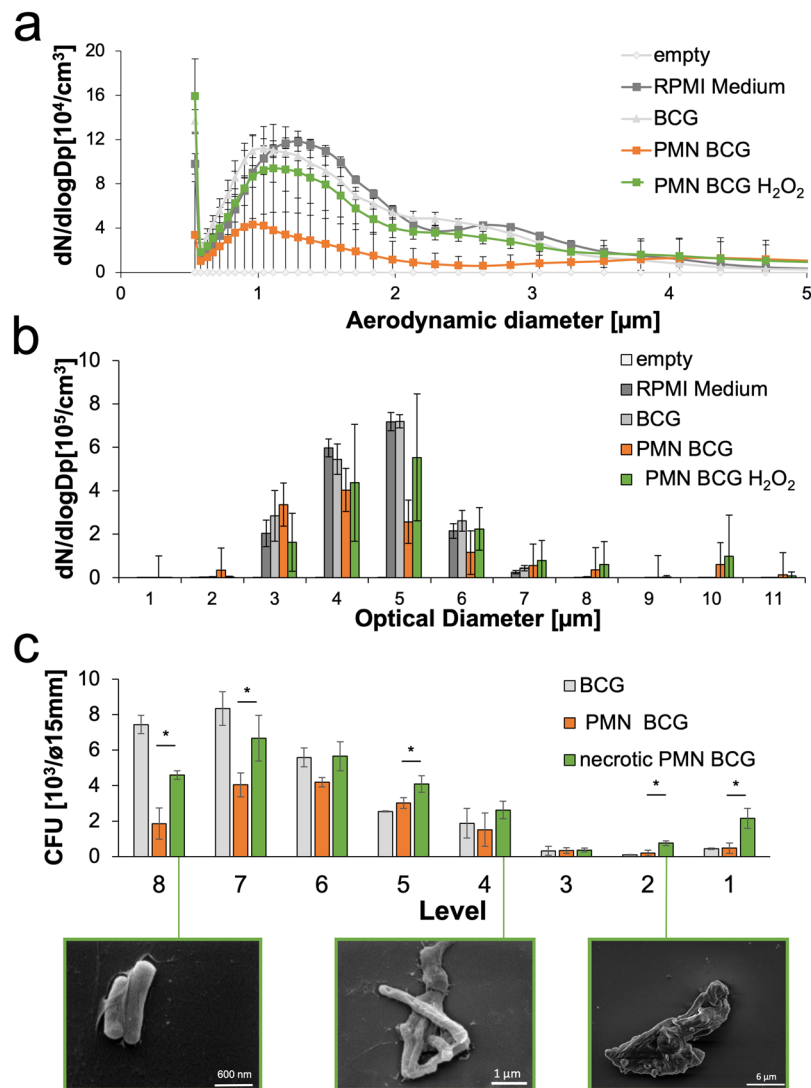 a
dN/dlogDp[10⁴/cm³]
20
16
12
8
4
0
0 1 2 3 4 5
Aerodynamic diameter [µm]
empty
RPMI Medium
BCG
PMN BCG
PMN BCG H₂O₂
b
dN/dlogDp[10⁵/cm³]
10
8
6
4
2
0
1 2 3 4 5 6 7 8 9 10 11
Optical Diameter [µm]
empty
RPMI Medium
BCG
PMN BCG
PMN BCG H₂O₂
c
CFU [10³/ø15mm]
10
8
6
4
2
0
* * * * *
8 7 6 5 4 3 2 1
Level
BCG
PMN BCG
necrotic PMN BCG
600 nm
1 µm
6 µm